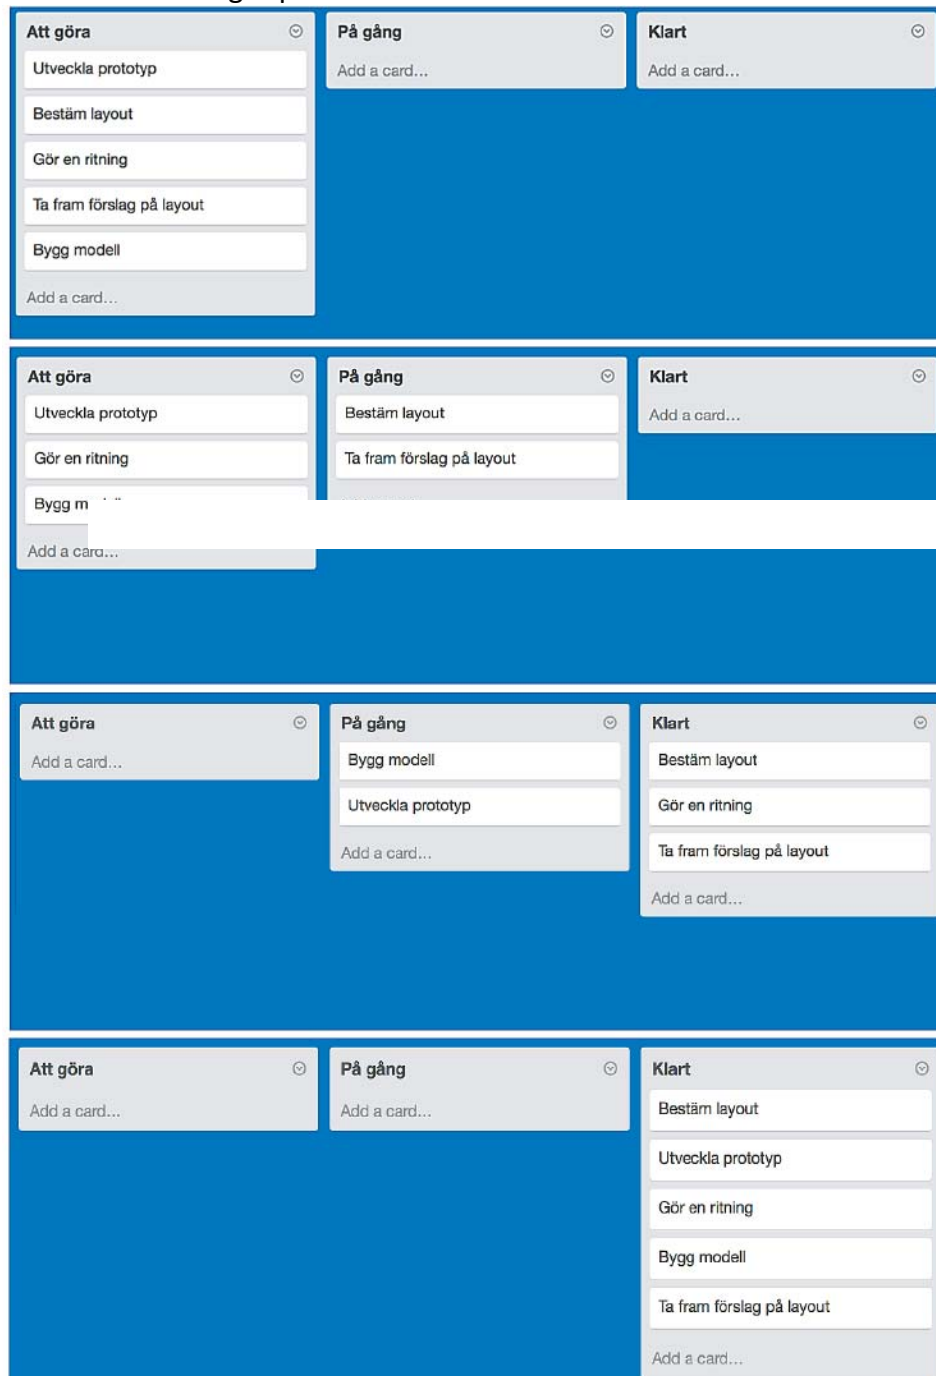 Att göra
Utveckla prototyp
Bestäm layout
Gör en ritning
Ta fram förslag på layout
Bygg modell
Add a card...
På gång
Add a card...
Klart
Add a card...
Att göra
Utveckla prototyp
Gör en ritning
Bygg
Add a card...
På gång
Bestäm layout
Ta fram förslag på layout
Klart
Add a card...
Att göra
Add a card...
På gång
Bygg modell
Utveckla prototyp
Add a card...
Klart
Bestäm layout
Gör en ritning
Ta fram förslag på layout
Add a card...
Att göra
Add a card...
På gång
Add a card...
Klart
Bestäm layout
Utveckla prototyp
Gör en ritning
Bygg modell
Ta fram förslag på layout
Add a card...